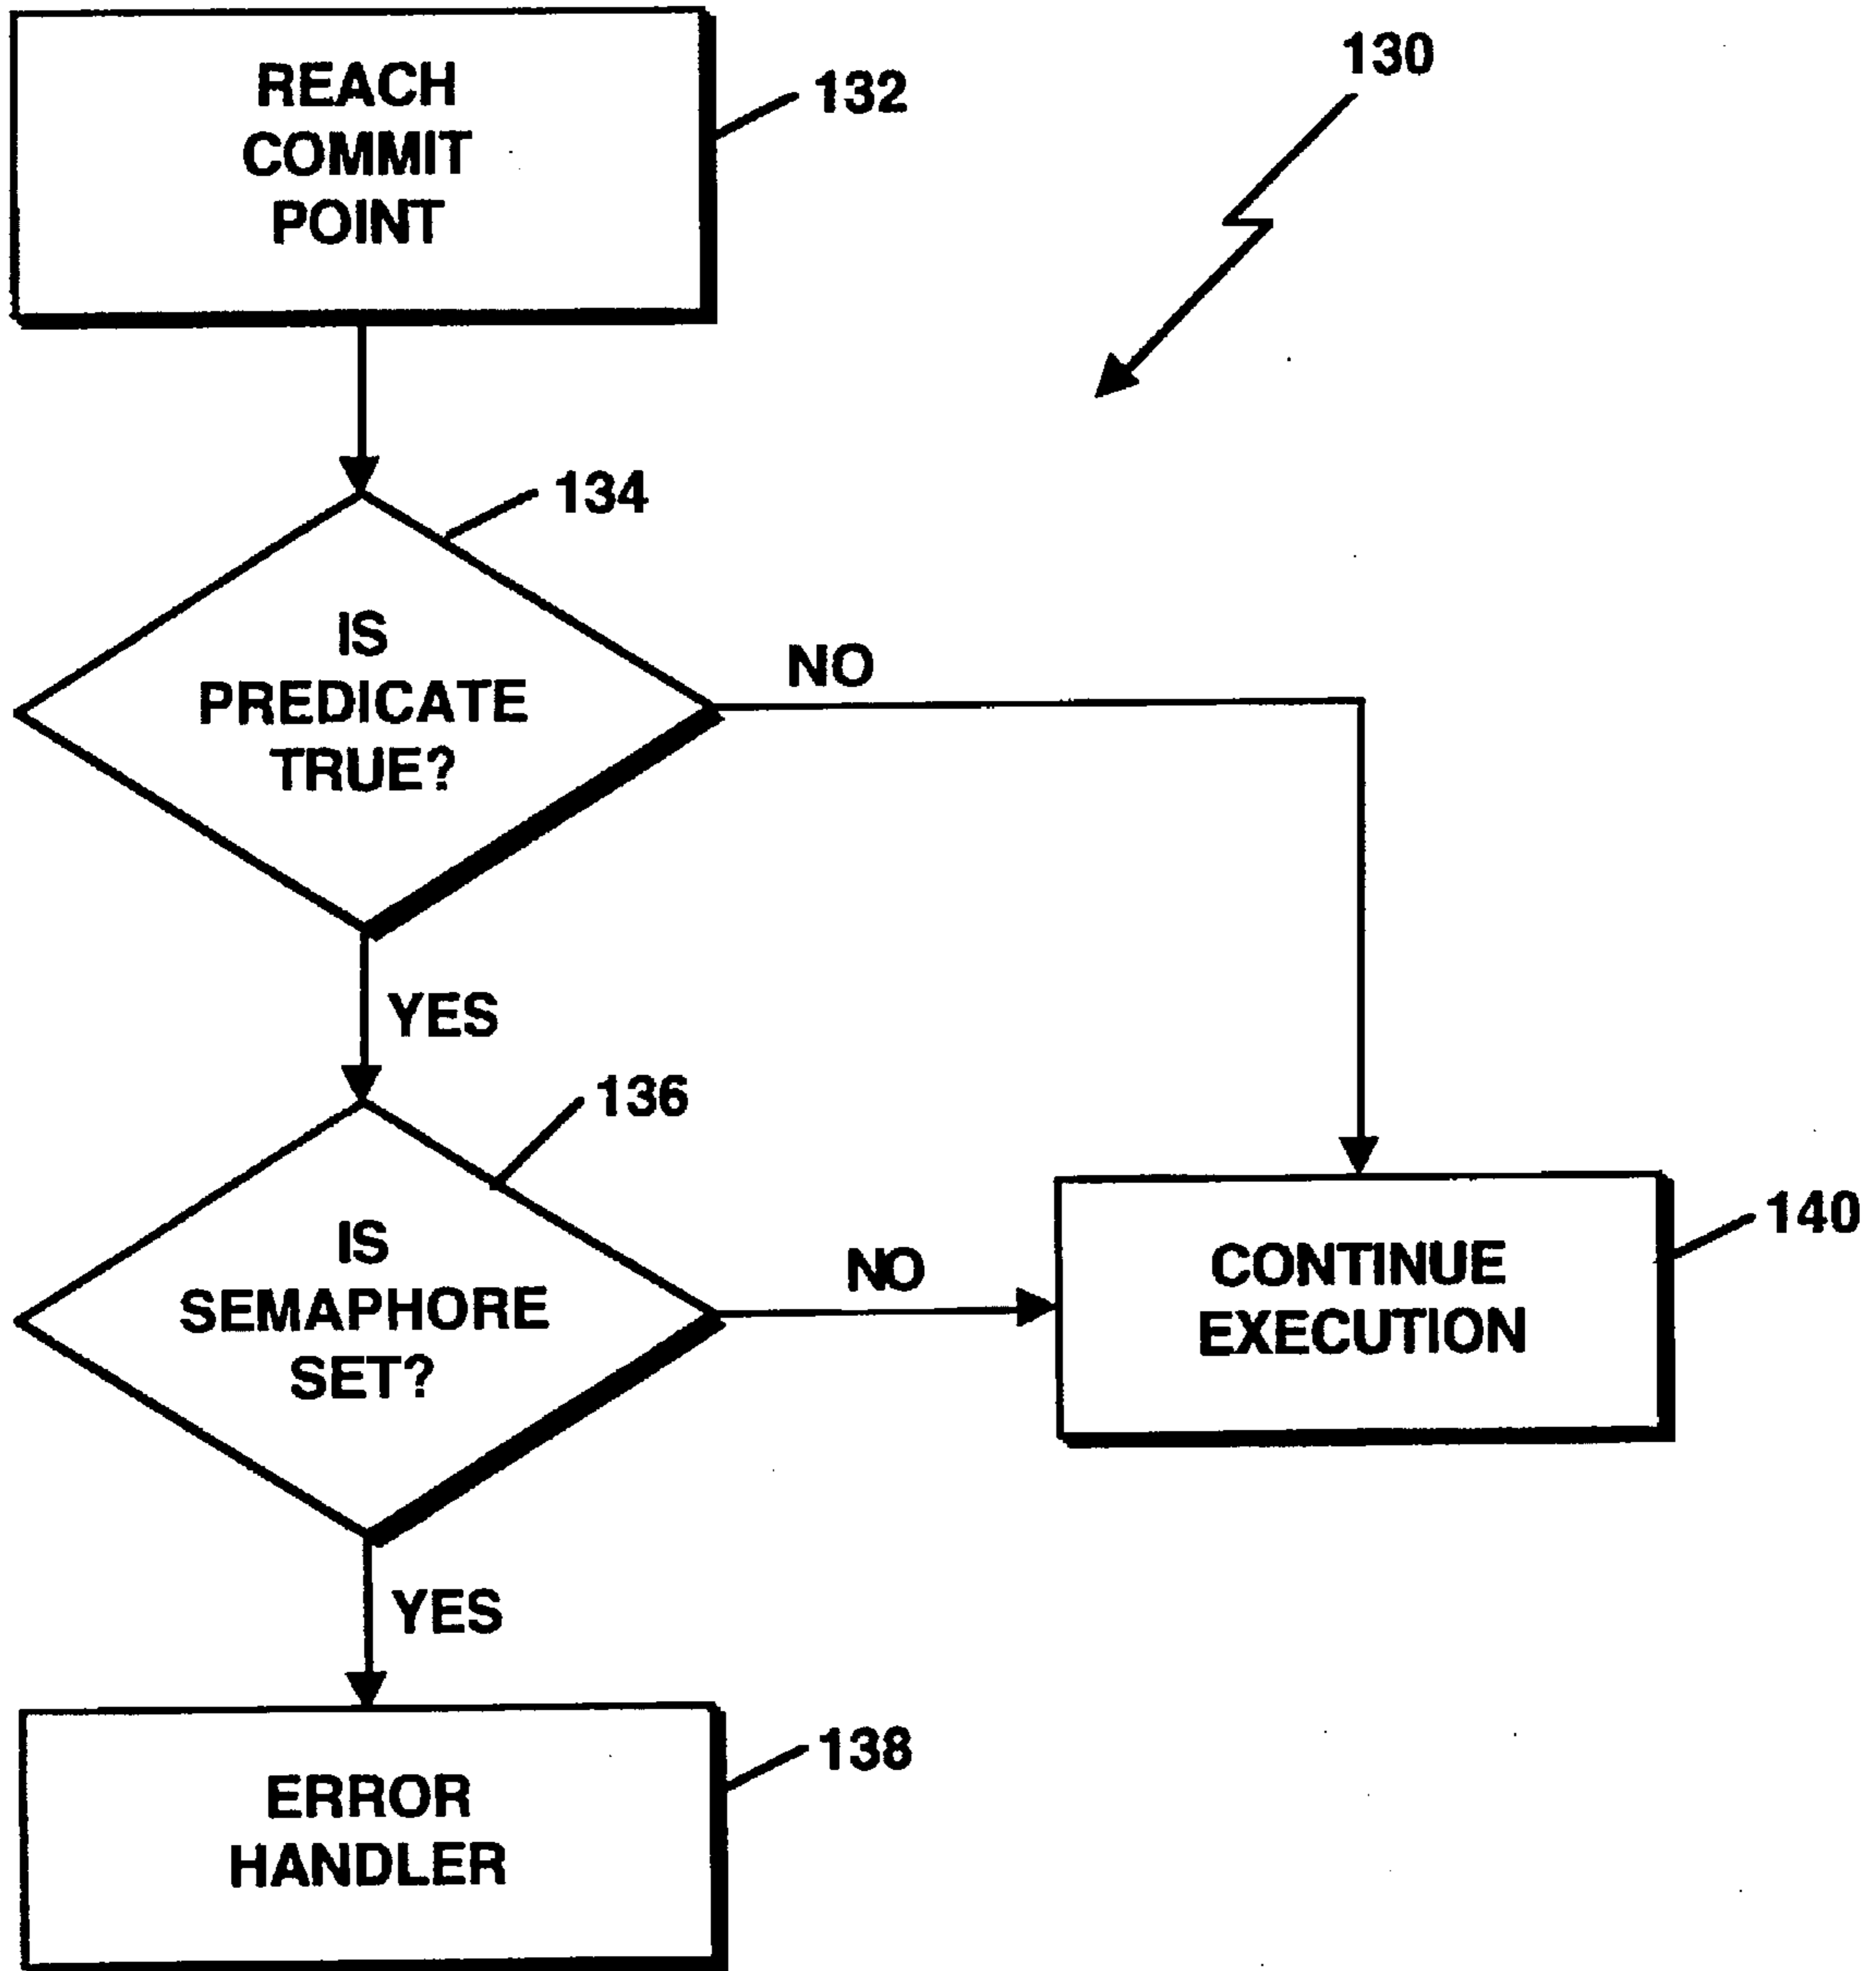 REACH
COMMIT
POINT
132
130
134
IS
PREDICATE
TRUE?
NO
YES
136
IS
SEMAPHORE
SET?
NO
CONTINUE
EXECUTION
140
YES
ERROR
HANDLER
138